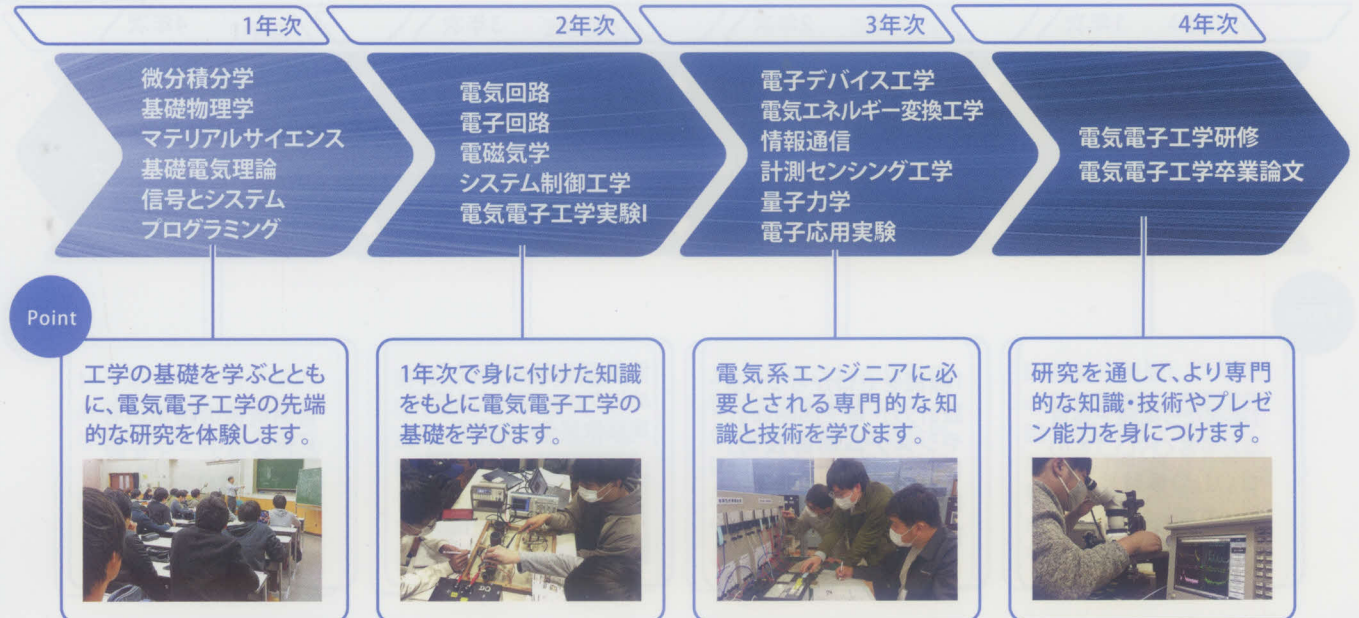 1年次
2年次
3年次
4年次
微分積分学
基礎物理学
マテリアルサイエンス
基礎電気理論
信号とシステム
プログラミング
電気回路
電子回路
電磁気学
システム制御工学
電気電子工学実験I
電子デバイス工学
電気エネルギー変換工学
情報通信
計測センシング工学
量子力学
電子応用実験
電気電子工学研修
電気電子工学卒業論文
Point
工学の基礎を学ぶととも
に、電気電子工学の先端
的な研究を体験します。
1年次で身に付けた知識
をもとに電気電子工学の
基礎を学びます。
電気系エンジニアに必
要とされる専門的な知
識と技術を学びます。
研究を通して、より専門
的な知識・技術やプレゼ
ン能力を身につけます。